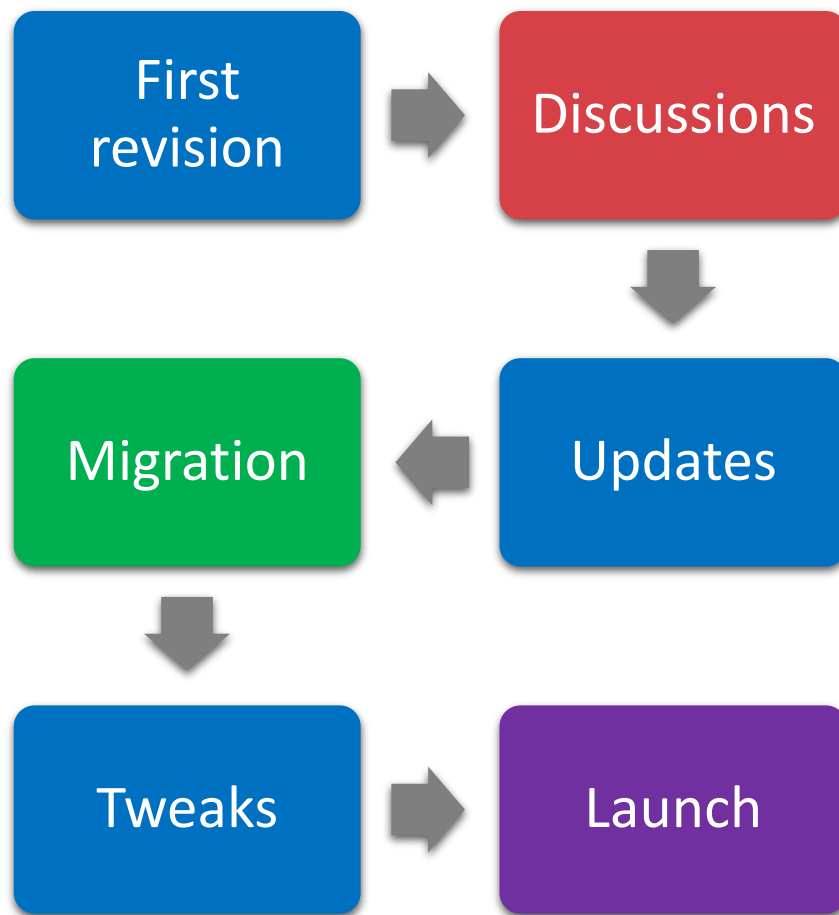 First
revision
Discussions
Updates
Migration
Tweaks
Launch